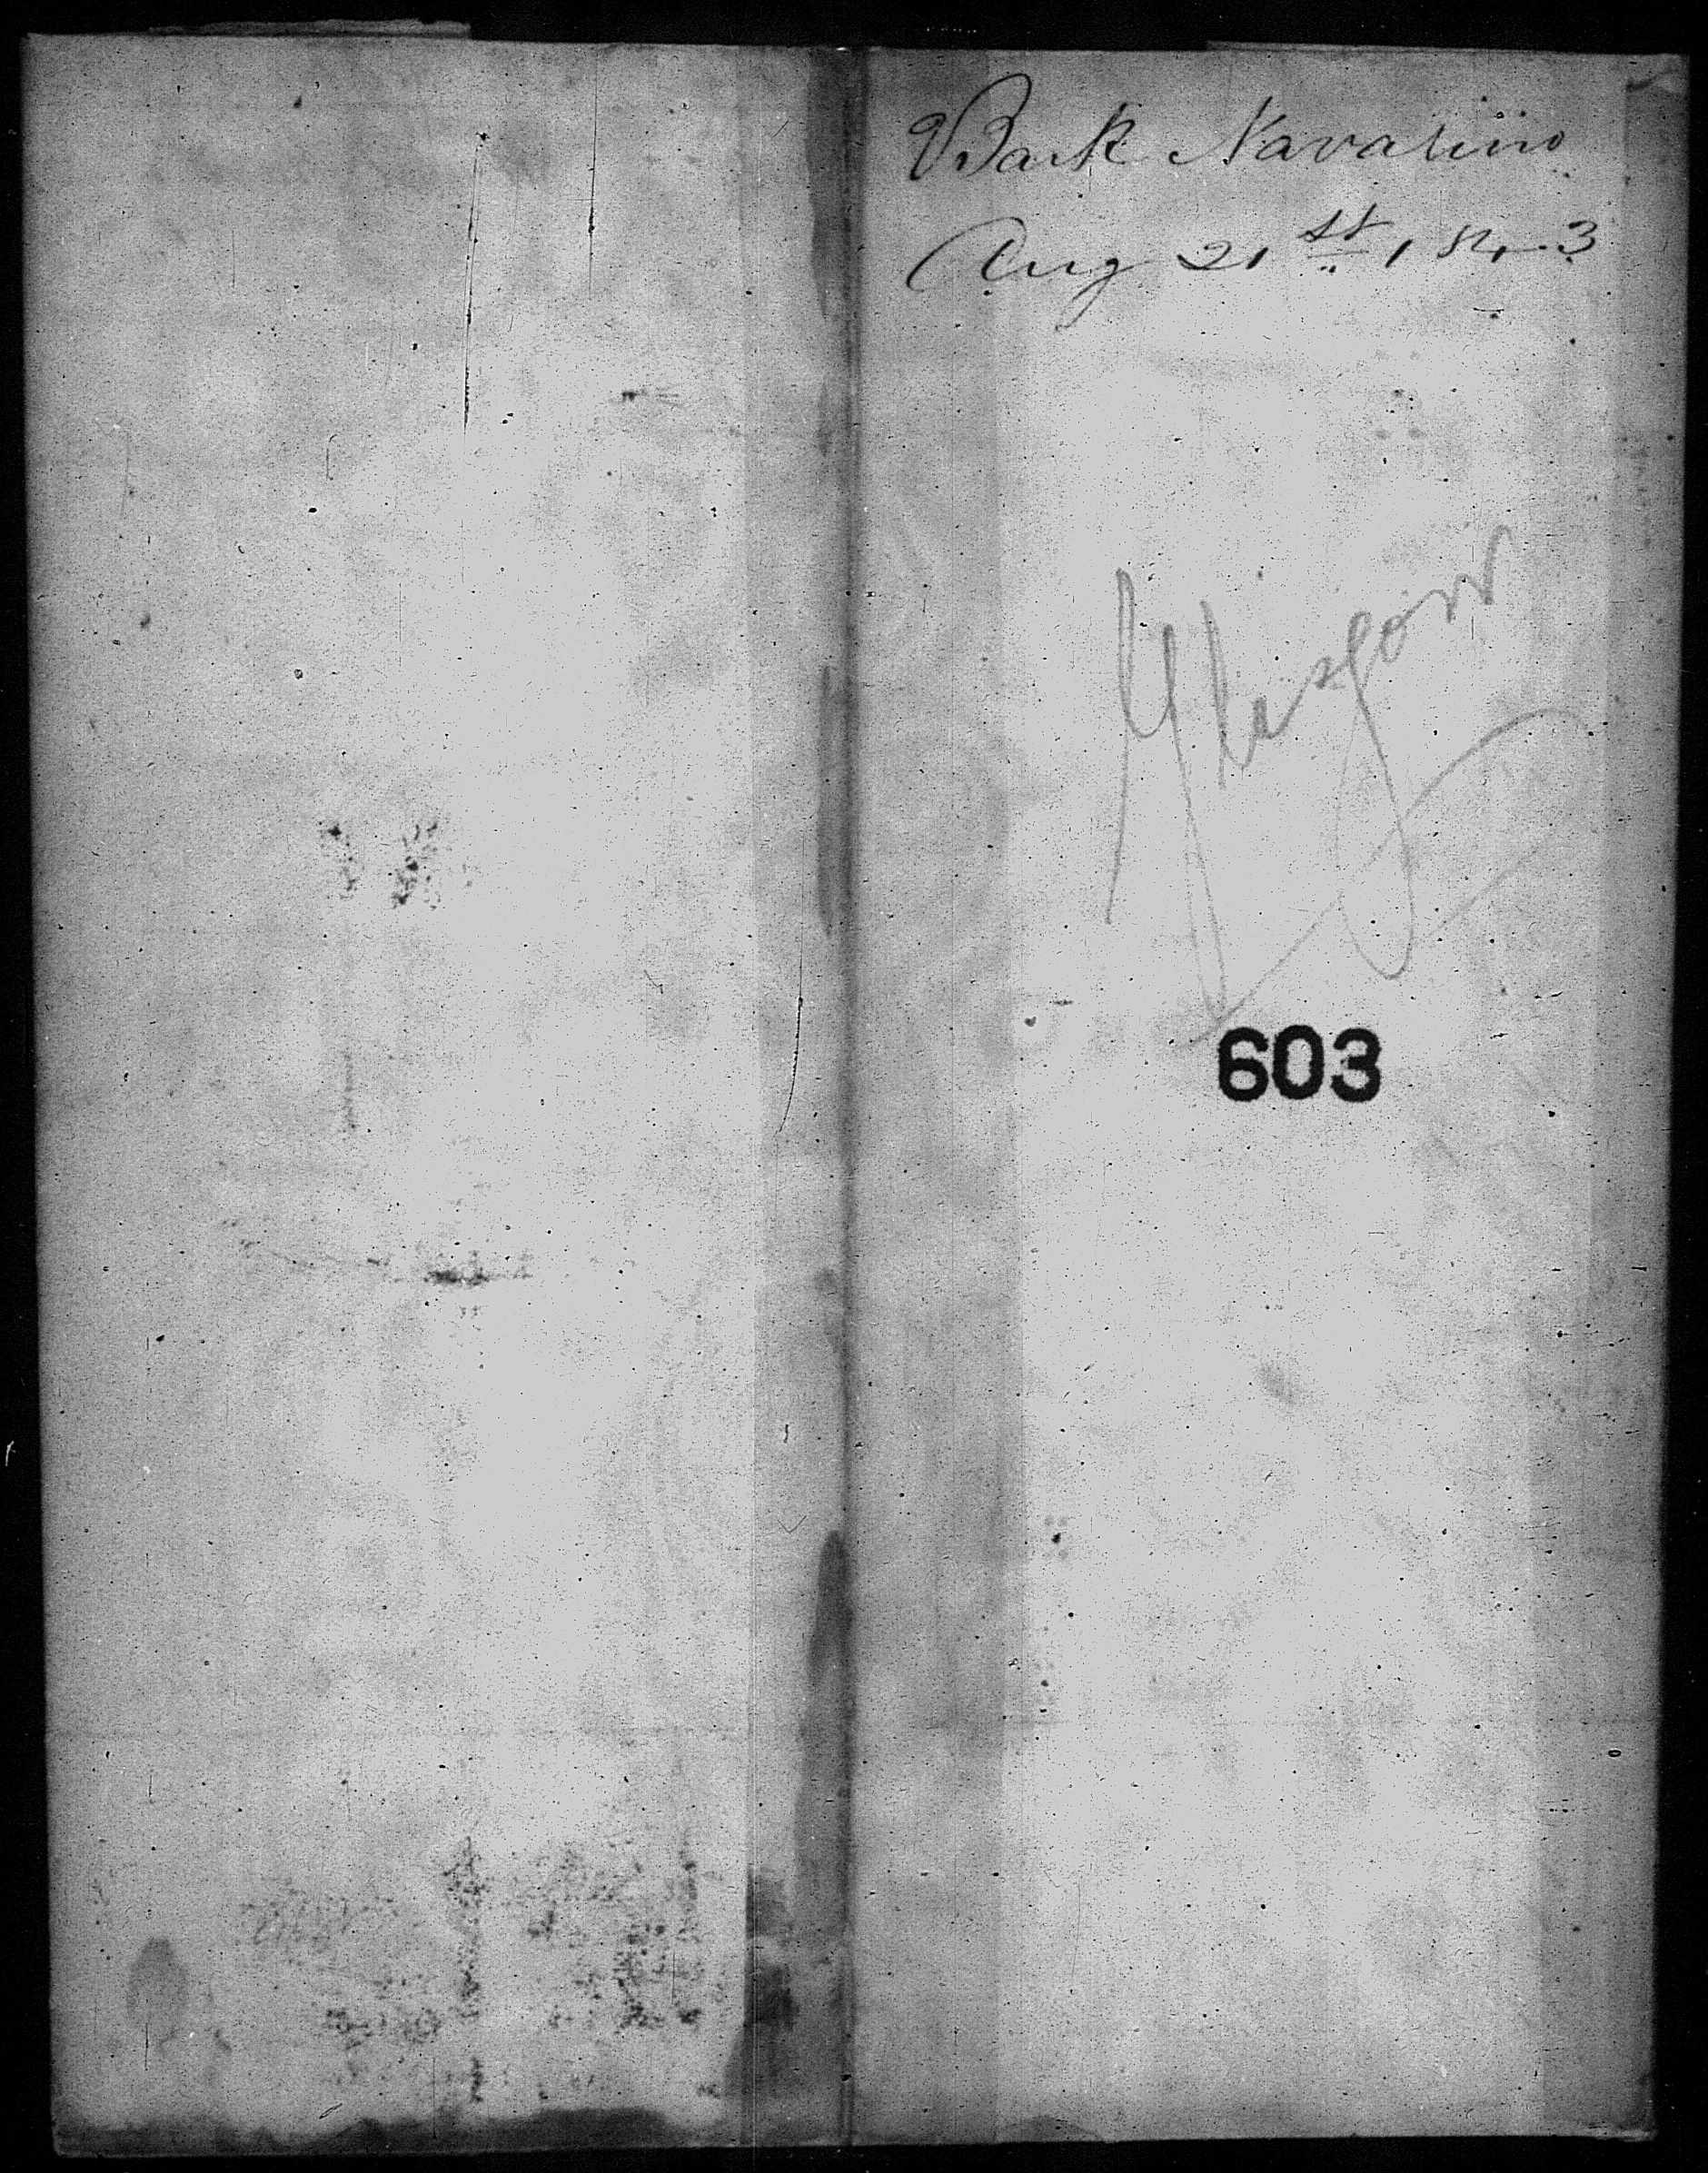 Bark Navarino
Aug 21st 1843
Glasgow
603